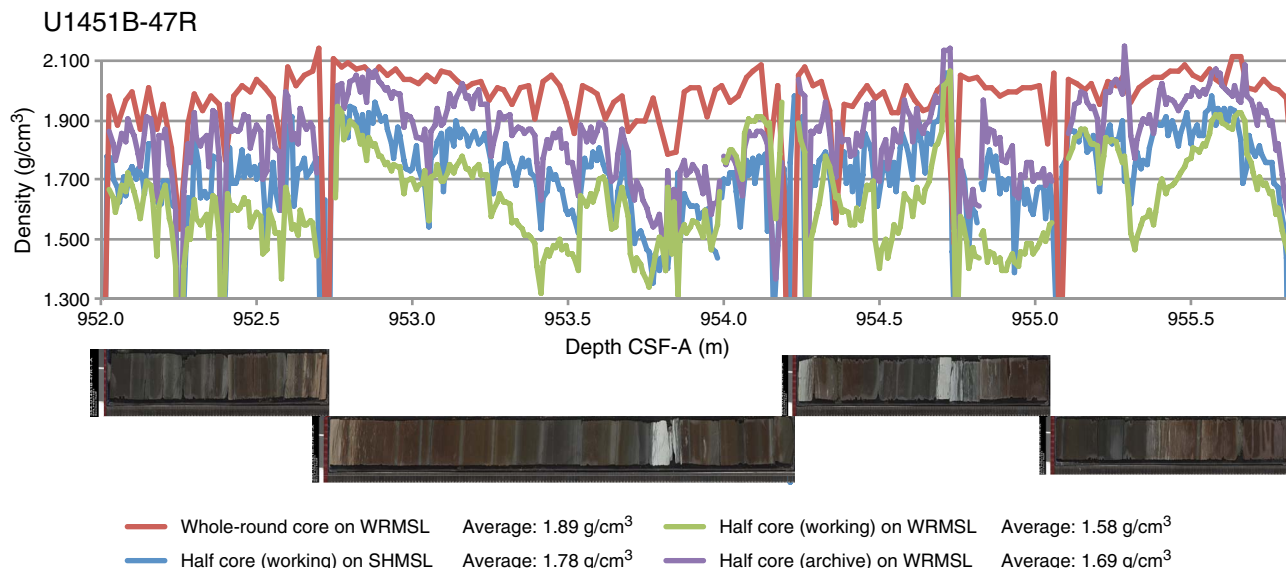 U1451B-47R
2.100
1.900
1.700
1.500
1.300
Density (g/cm³)
952.0 952.5 953.0 953.5 954.0 954.5 955.0 955.5
Depth CSF-A (m)
Whole-round core on WRMSL Average: 1.89 g/cm³ Half core (working) on WRMSL Average: 1.58 g/cm³
Half core (working) on SHMSL Average: 1.78 g/cm³ Half core (archive) on WRMSL Average: 1.69 g/cm³